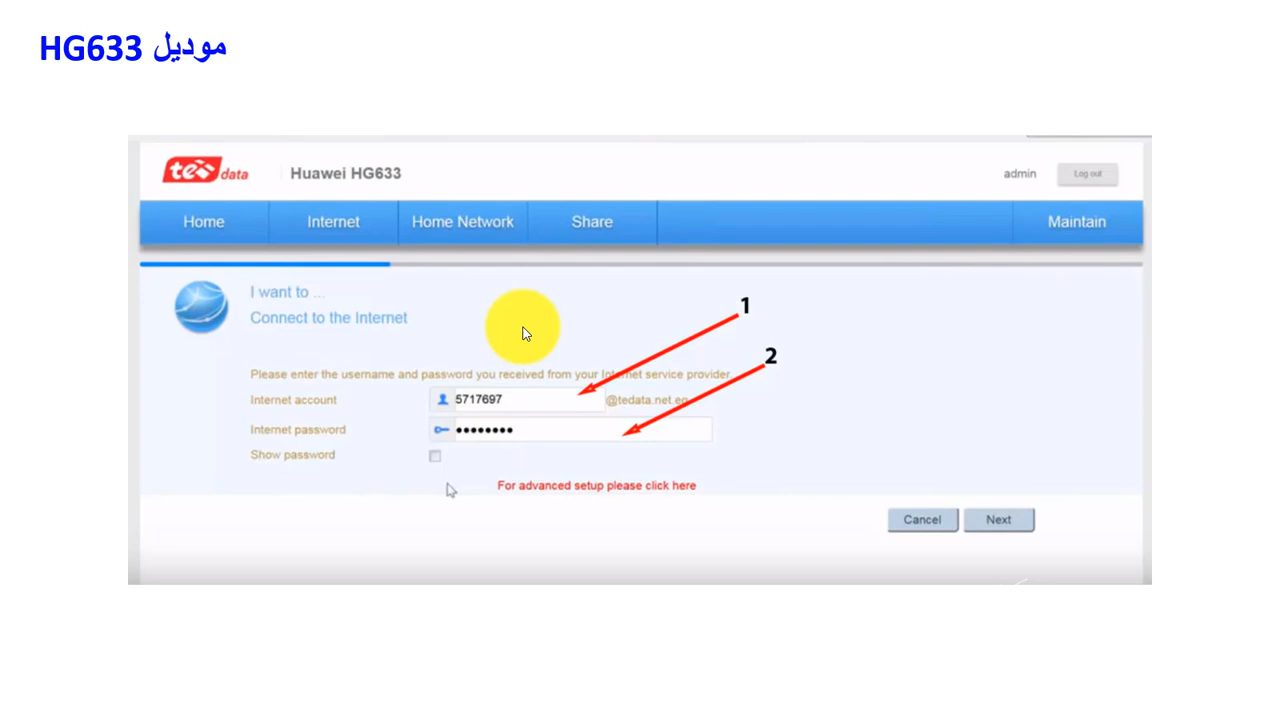 موديل HG633
te data
Huawei HG633
admin
Log out
Home
Internet
Home Network
Share
Maintain
I want to ...
Connect to the Internet
1
2
Please enter the username and password you received from your Internet service provider.
Internet account
5717697
@tedata.net.eg
Internet password
••••••••
Show password
For advanced setup please click here
Cancel
Next